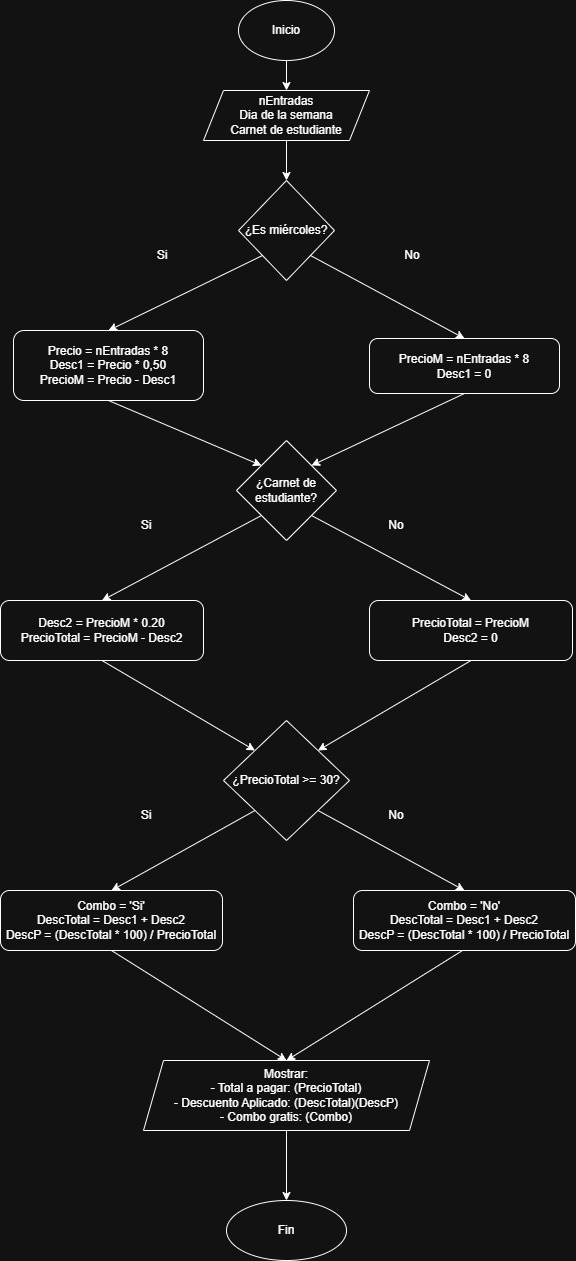 Inicio
nEntradas
Dia de la semana
Carnet de estudiante
¿Es miércoles?
Si
No
Precio = nEntradas * 8
Desc1 = Precio * 0,50
PrecioM = Precio - Desc1
PrecioM = nEntradas * 8
Desc1 = 0
¿Carnet de
estudiante?
Si
No
Desc2 = PrecioM * 0.20
PrecioTotal = PrecioM - Desc2
PrecioTotal = PrecioM
Desc2 = 0
¿PrecioTotal >= 30?
Si
No
Combo = 'Si'
DescTotal = Desc1 + Desc2
DescP = (DescTotal * 100) / PrecioTotal
Combo = 'No'
DescTotal = Desc1 + Desc2
DescP = (DescTotal * 100) / PrecioTotal
Mostrar:
- Total a pagar: (PrecioTotal)
- Descuento Aplicado: (DescTotal)(DescP)
- Combo gratis: (Combo)
Fin